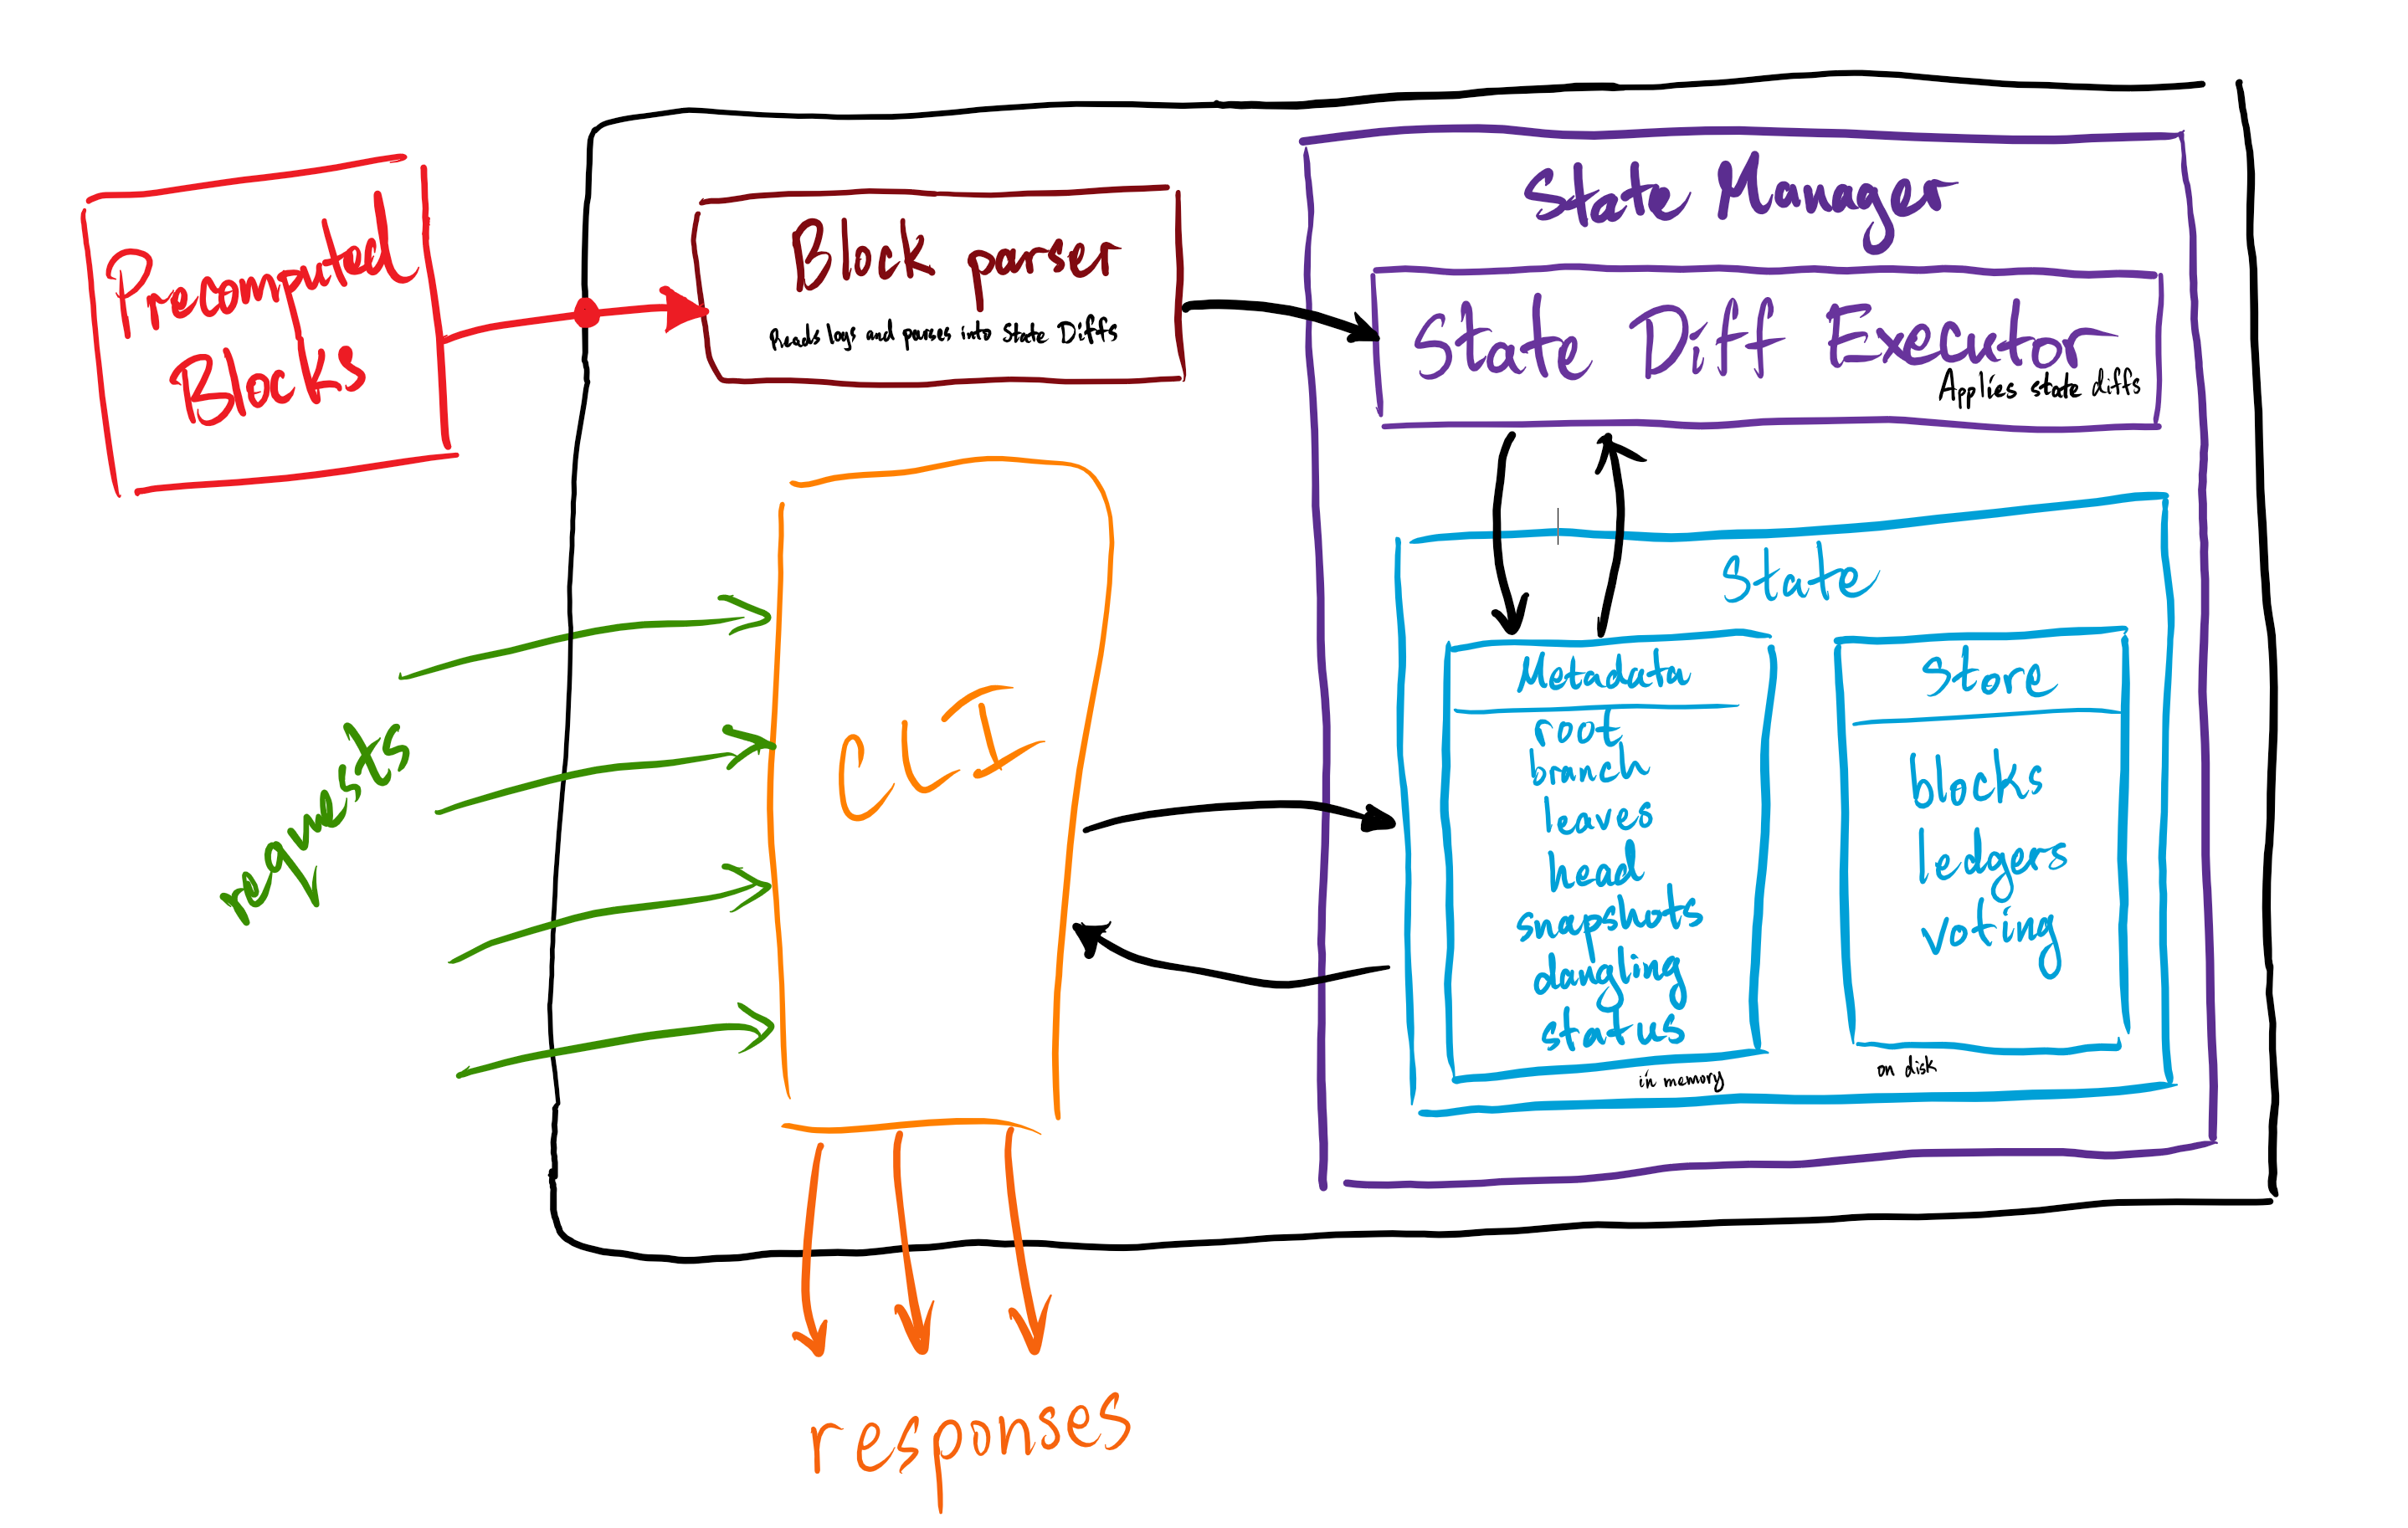 Precomputed
Blocks
Block parser
Reads logs and parses into State Diffs
State Manager
State Diff Executor
Applies state diffs
requests
CLI
responses
State
Metadata
root
branch
leaves
head
snapshots
dangling
status
in memory
Store
blocks
ledgers
voting
on disk